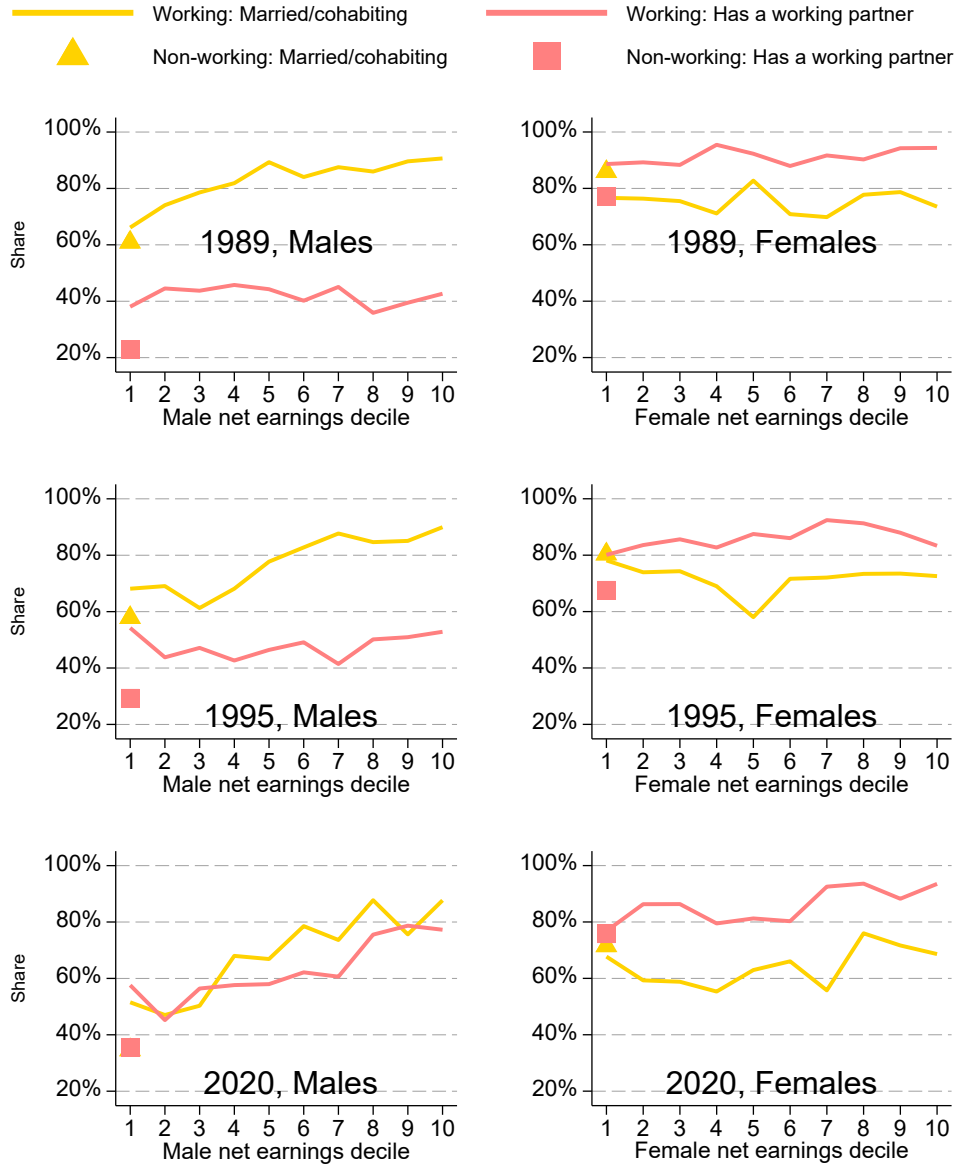 Working: Married/cohabiting
Working: Has a working partner
Non-working: Married/cohabiting
Non-working: Has a working partner
100%
80%
60%
40%
20%
Share
1989, Males
1 2 3 4 5 6 7 8 9 10
Male net earnings decile
100%
80%
60%
40%
20%
1989, Females
1 2 3 4 5 6 7 8 9 10
Female net earnings decile
100%
80%
60%
40%
20%
Share
1995, Males
1 2 3 4 5 6 7 8 9 10
Male net earnings decile
100%
80%
60%
40%
20%
1995, Females
1 2 3 4 5 6 7 8 9 10
Female net earnings decile
100%
80%
60%
40%
20%
Share
2020, Males
1 2 3 4 5 6 7 8 9 10
Male net earnings decile
100%
80%
60%
40%
20%
2020, Females
1 2 3 4 5 6 7 8 9 10
Female net earnings decile